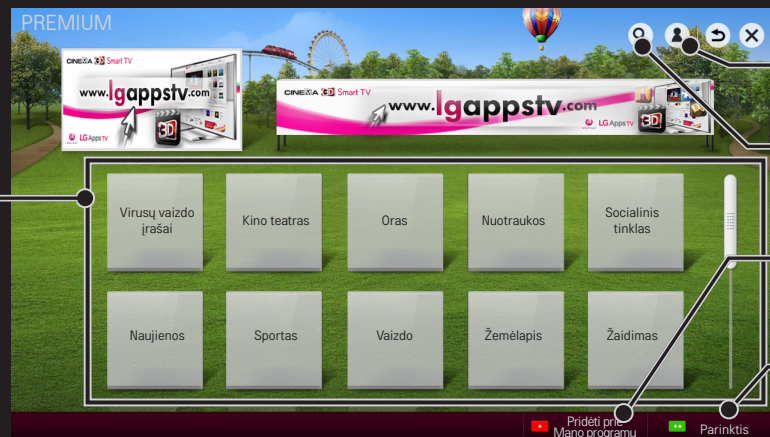 PREMIUM
CINEMA 3D Smart TV
www.lgappstv.com
3D
LG Apps TV
CINEMA 3D Smart TV
www.lgappstv.com
3D
LG Apps TV
Virusų vaizdo
įrašai
Kino teatras
Oras
Nuotraukos
Socialinis
tinklas
Naujienos
Sportas
Vaizdo
Žemėlapis
Žaidimas
Pridėti prie
Mano programų
Parinktis